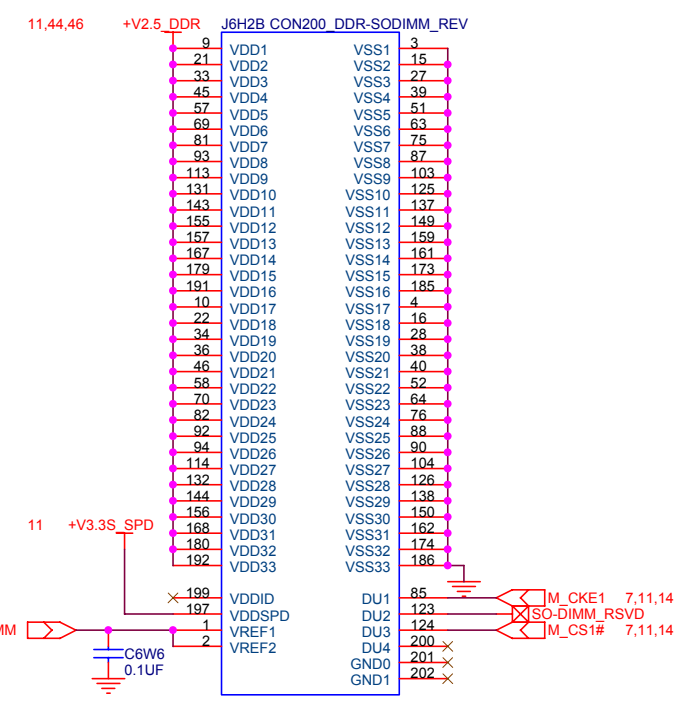 11,44,46 +V2.5_DDR J6H2B CON200_DDR-SODIMM_REV
9 VDD1 VSS1 3
21 VDD2 VSS2 15
33 VDD3 VSS3 27
45 VDD4 VSS4 39
57 VDD5 VSS5 51
69 VDD6 VSS6 63
81 VDD7 VSS7 75
93 VDD8 VSS8 87
113 VDD9 VSS9 103
131 VDD10 VSS10 125
143 VDD11 VSS11 137
155 VDD12 VSS12 149
157 VDD13 VSS13 159
167 VDD14 VSS14 161
179 VDD15 VSS15 173
191 VDD16 VSS16 185
10 VDD17 VSS17 4
22 VDD18 VSS18 16
34 VDD19 VSS19 28
36 VDD20 VSS20 38
46 VDD21 VSS21 40
58 VDD22 VSS22 52
70 VDD23 VSS23 64
82 VDD24 VSS24 76
92 VDD25 VSS25 88
94 VDD26 VSS26 90
114 VDD27 VSS27 104
132 VDD28 VSS28 126
144 VDD29 VSS29 138
156 VDD30 VSS30 150
168 VDD31 VSS31 162
180 VDD32 VSS32 174
192 VDD33 VSS33 186
11 +V3.3S_SPD
199 VDDID DU1 85 M_CKE1 7,11,14
197 VDDSPD DU2 123 SO-DIMM_RSVD
1 VREF1 DU3 124 M_CS1# 7,11,14
2 VREF2 DU4 200
GND0 201
GND1 202
C6W6
0.1UF